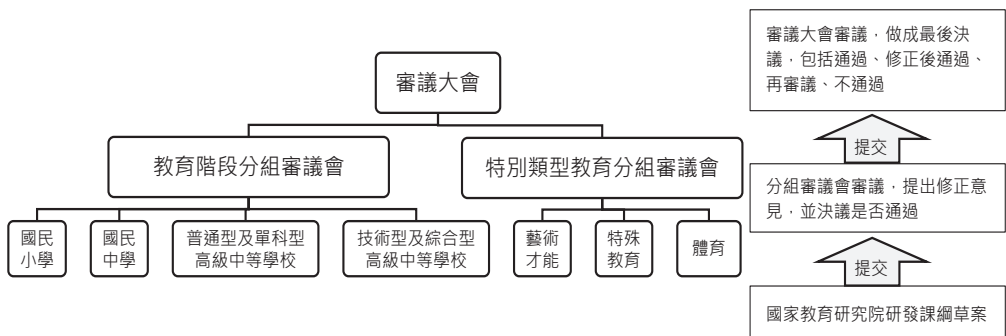 審議大會
教育階段分組審議會
特別類型教育分組審議會
國民
小學
國民
中學
普通型及單科型
高級中等學校
技術型及綜合型
高級中等學校
藝術
才能
特殊
教育
體育
審議大會審議，做成最後決
議，包括通過、修正後通過、
再審議、不通過
提交
分組審議會審議，提出修正意
見，並決議是否通過
提交
國家教育研究院研發課綱草案